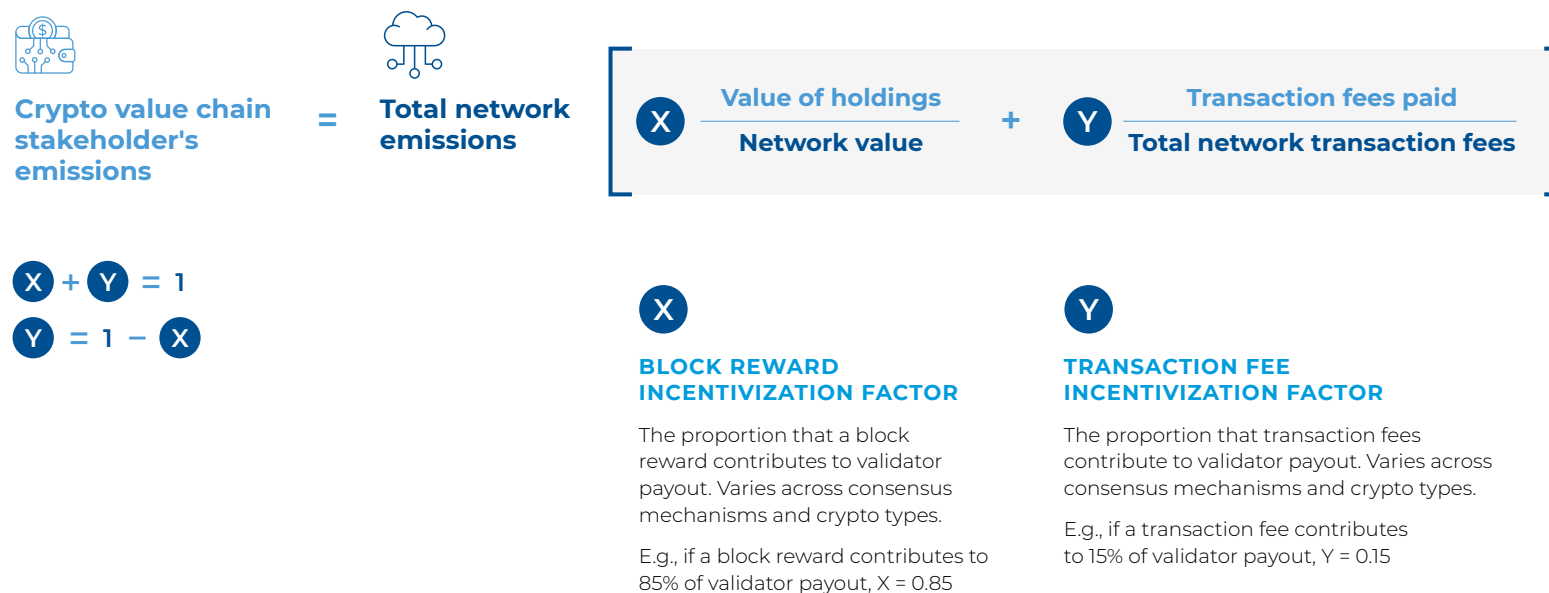 Crypto value chain
stakeholder's
emissions
=
Total network
emissions
X
Value of holdings
Network value
+
Y
Transaction fees paid
Total network transaction fees
X + Y = 1
Y = 1 – X
X
BLOCK REWARD
INCENTIVIZATION FACTOR
The proportion that a block
reward contributes to validator
payout. Varies across consensus
mechanisms and crypto types.
E.g., if a block reward contributes to
85% of validator payout, X = 0.85
Y
TRANSACTION FEE
INCENTIVIZATION FACTOR
The proportion that transaction fees
contribute to validator payout. Varies across
consensus mechanisms and crypto types.
E.g., if a transaction fee contributes
to 15% of validator payout, Y = 0.15